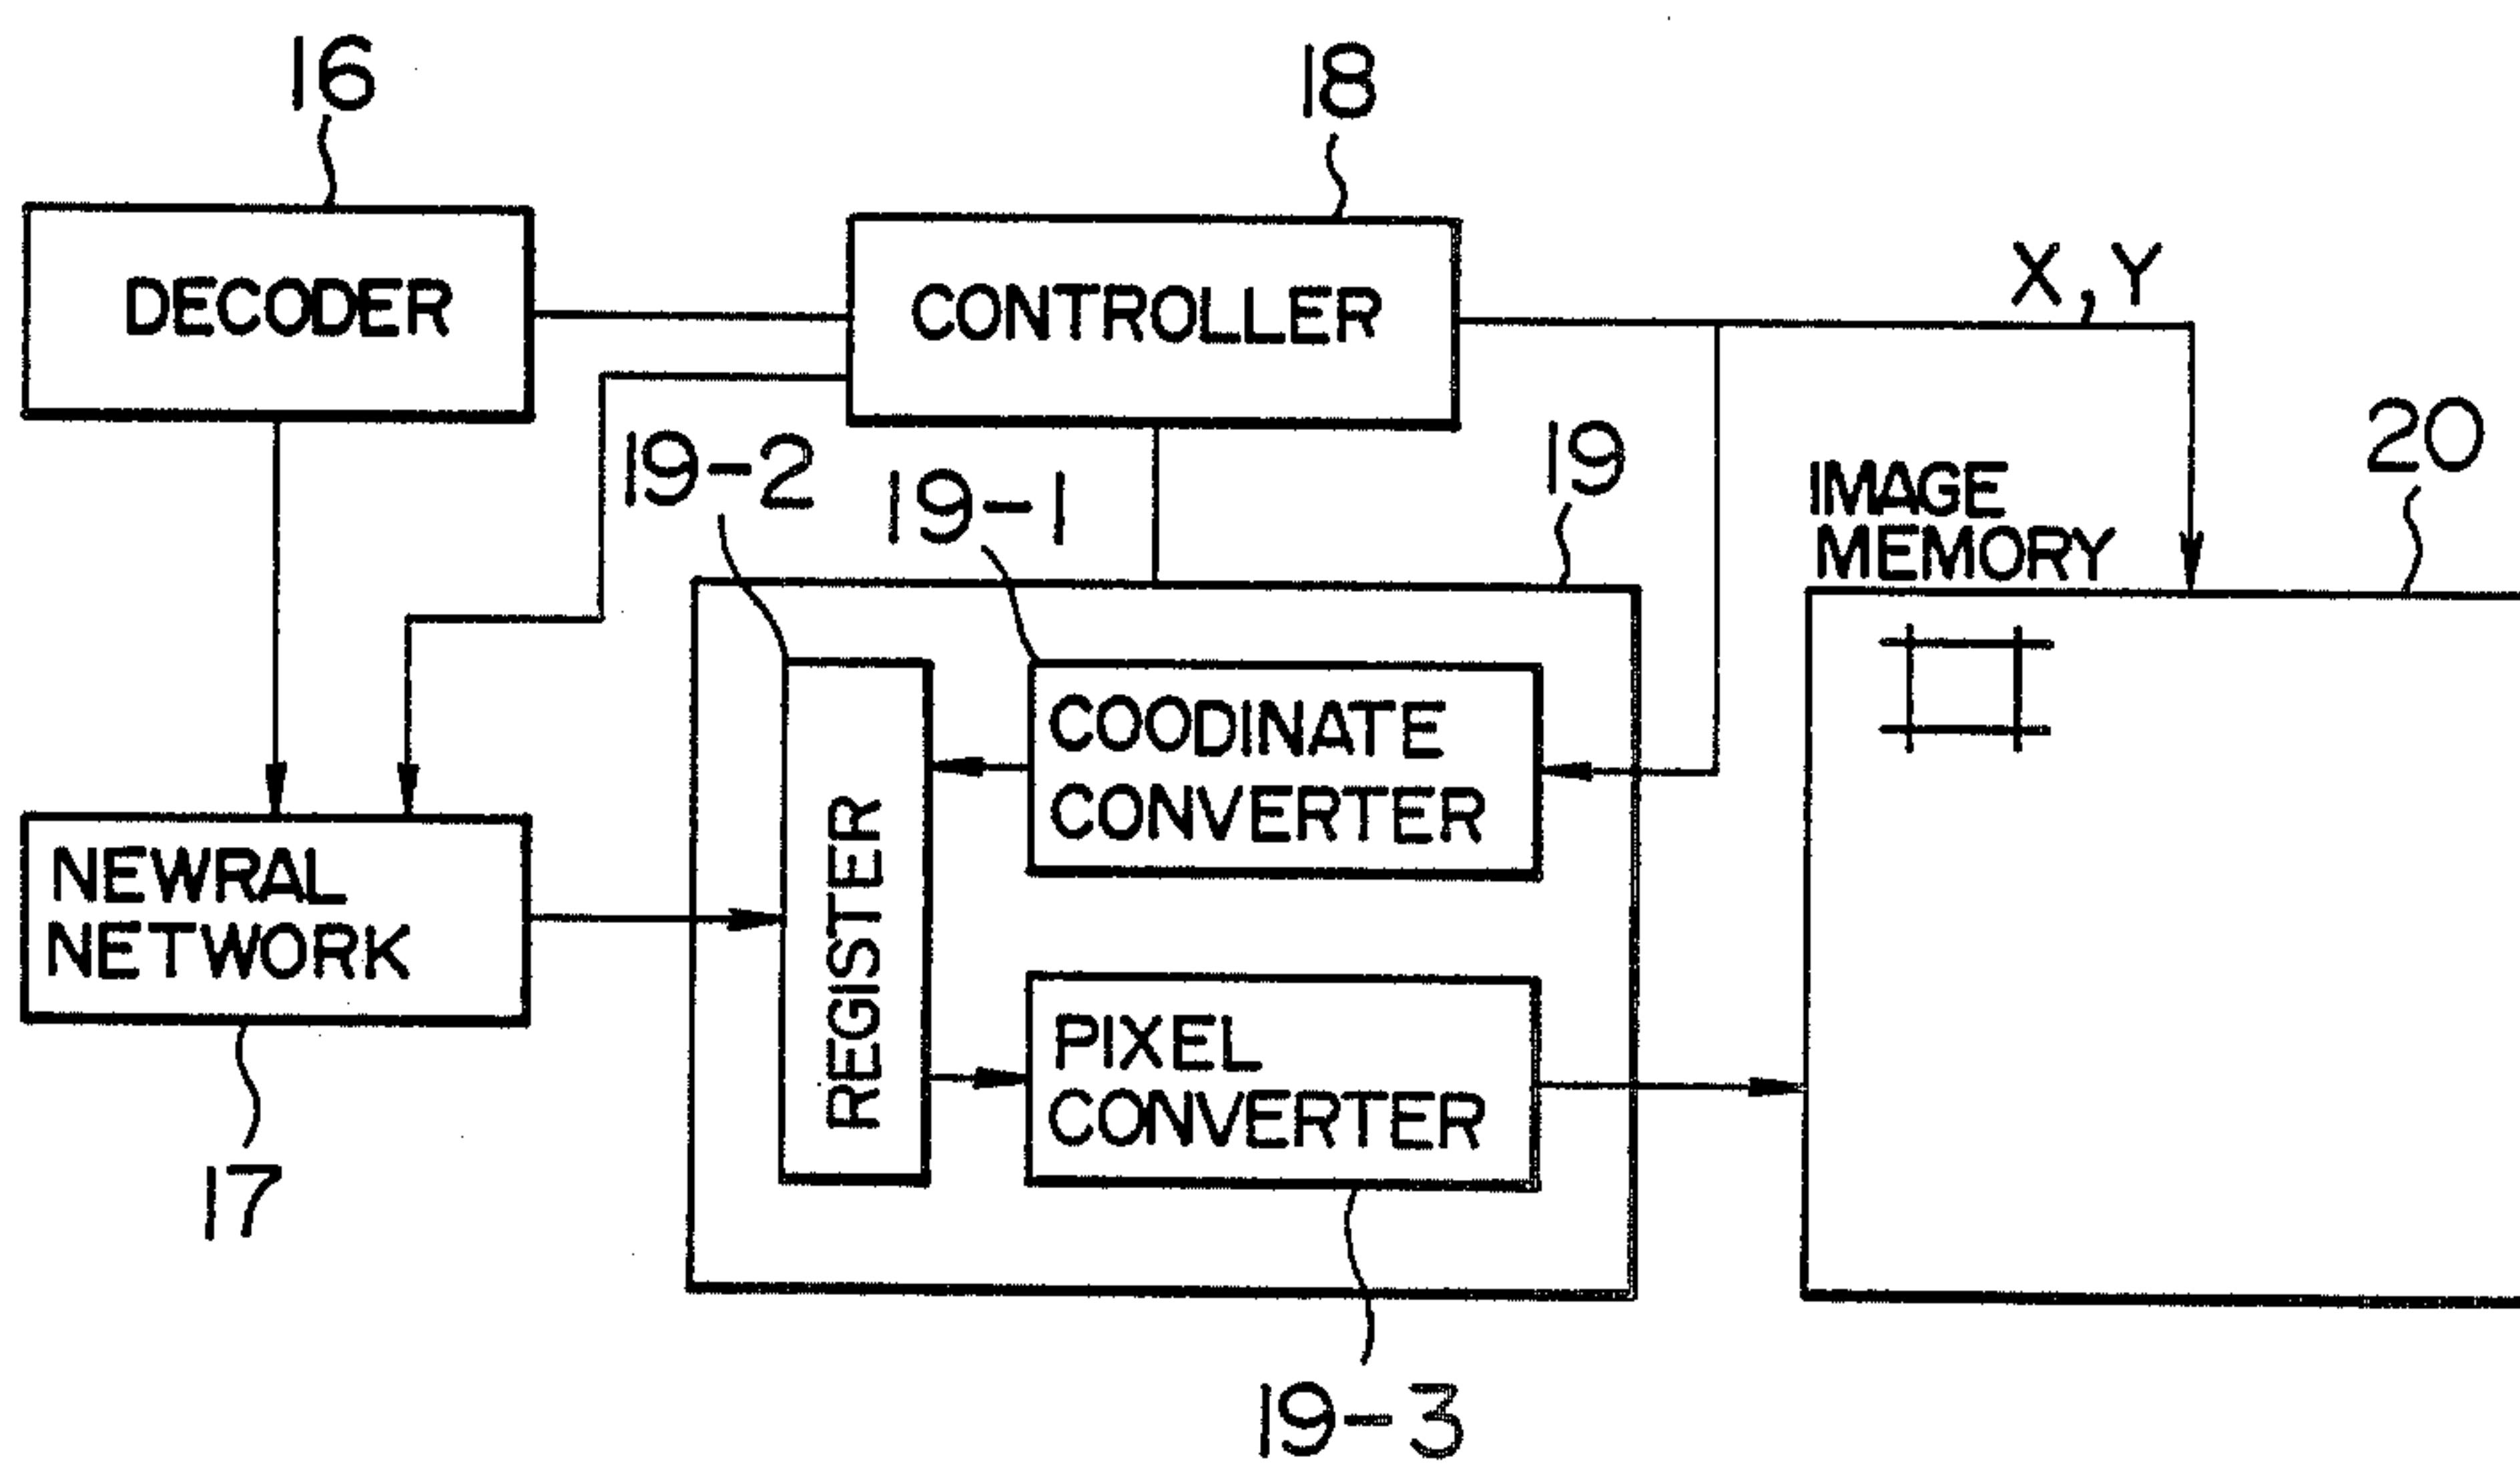 16
18
DECODER
CONTROLLER
X, Y
19-2
19-1
19
20
IMAGE
MEMORY
COODINATE
CONVERTER
REGISTER
NEWRAL
NETWORK
PIXEL
CONVERTER
17
19-3